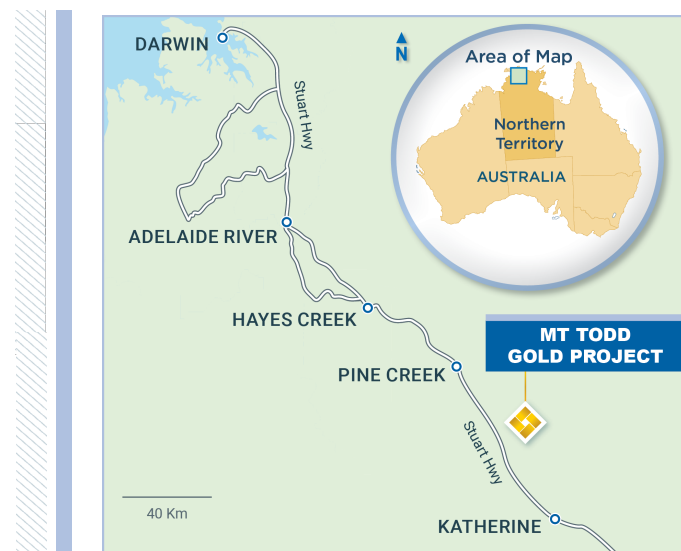 DARWIN
N
Area of Map
Stuart Hwy
Northern
Territory
AUSTRALIA
ADELAIDE RIVER
HAYES CREEK
MT TODD
GOLD PROJECT
PINE CREEK
Stuart Hwy
40 Km
KATHERINE